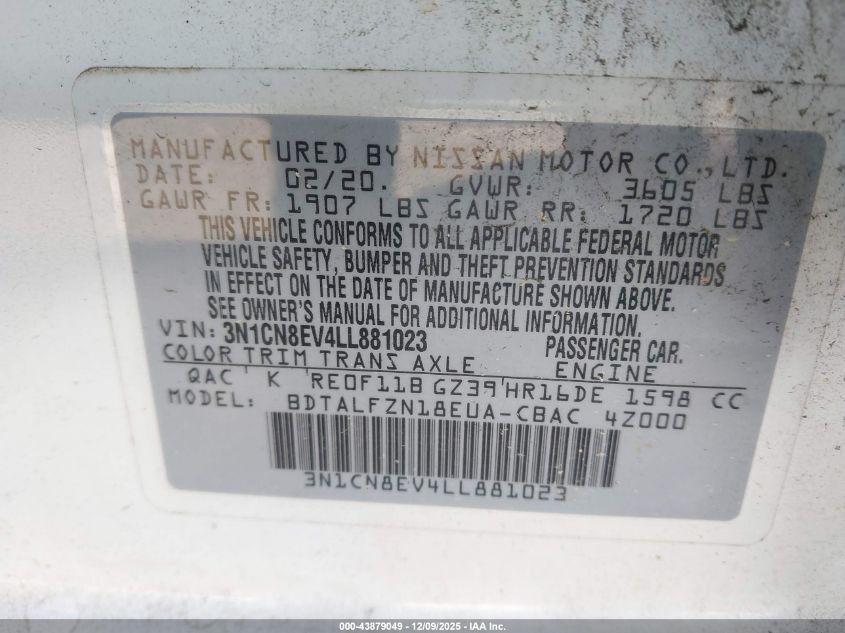 MANUFACTURED BY NISSAN MOTOR CO., LTD.
DATE: 02/20. GVWR: 3605 LBS
GAWR FR: 1907 LBS GAWR RR: 1720 LBS
THIS VEHICLE CONFORMS TO ALL APPLICABLE FEDERAL MOTOR
VEHICLE SAFETY, BUMPER AND THEFT PREVENTION STANDARDS
IN EFFECT ON THE DATE OF MANUFACTURE SHOWN ABOVE.
SEE OWNER'S MANUAL FOR ADDITIONAL INFORMATION.
VIN: 3N1CN8EV4LL881023 PASSENGER CAR.
COLOR TRIM TRANS AXLE ENGINE
QAC ' K 'RE0F11B GZ39'HR16DE 1598 CC
MODEL: BDTALFZN18EUA-CBAC 4Z000
3N1CN8EV4LL881023
000-43879049 - 12/09/2025 - IAA Inc.